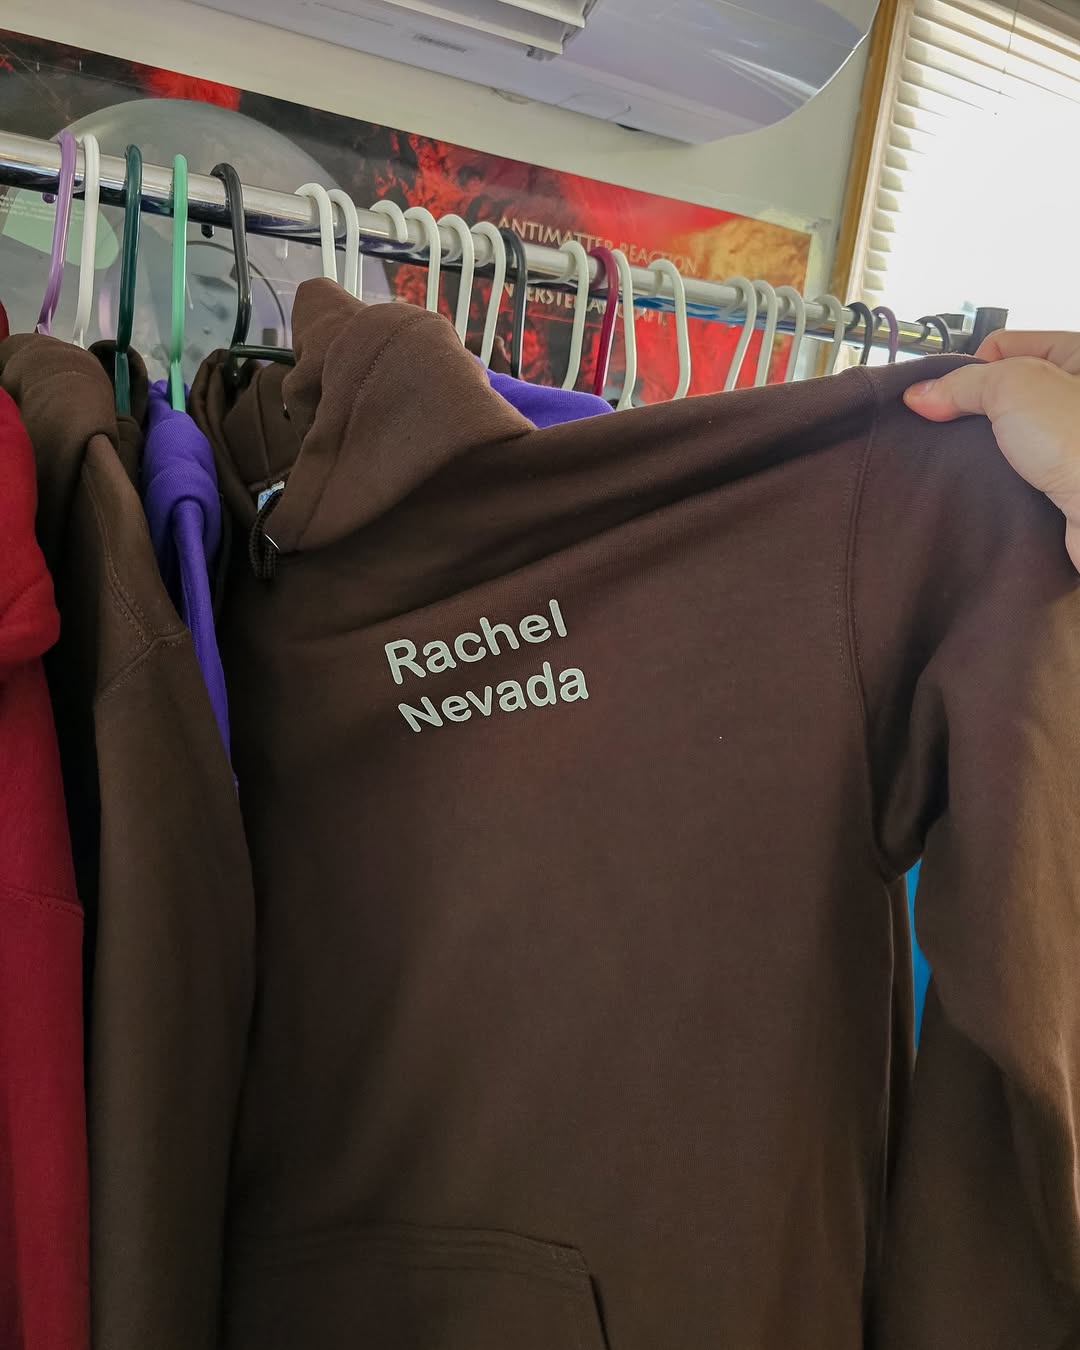 ANTIMATTER REACTION
Rachel
Nevada